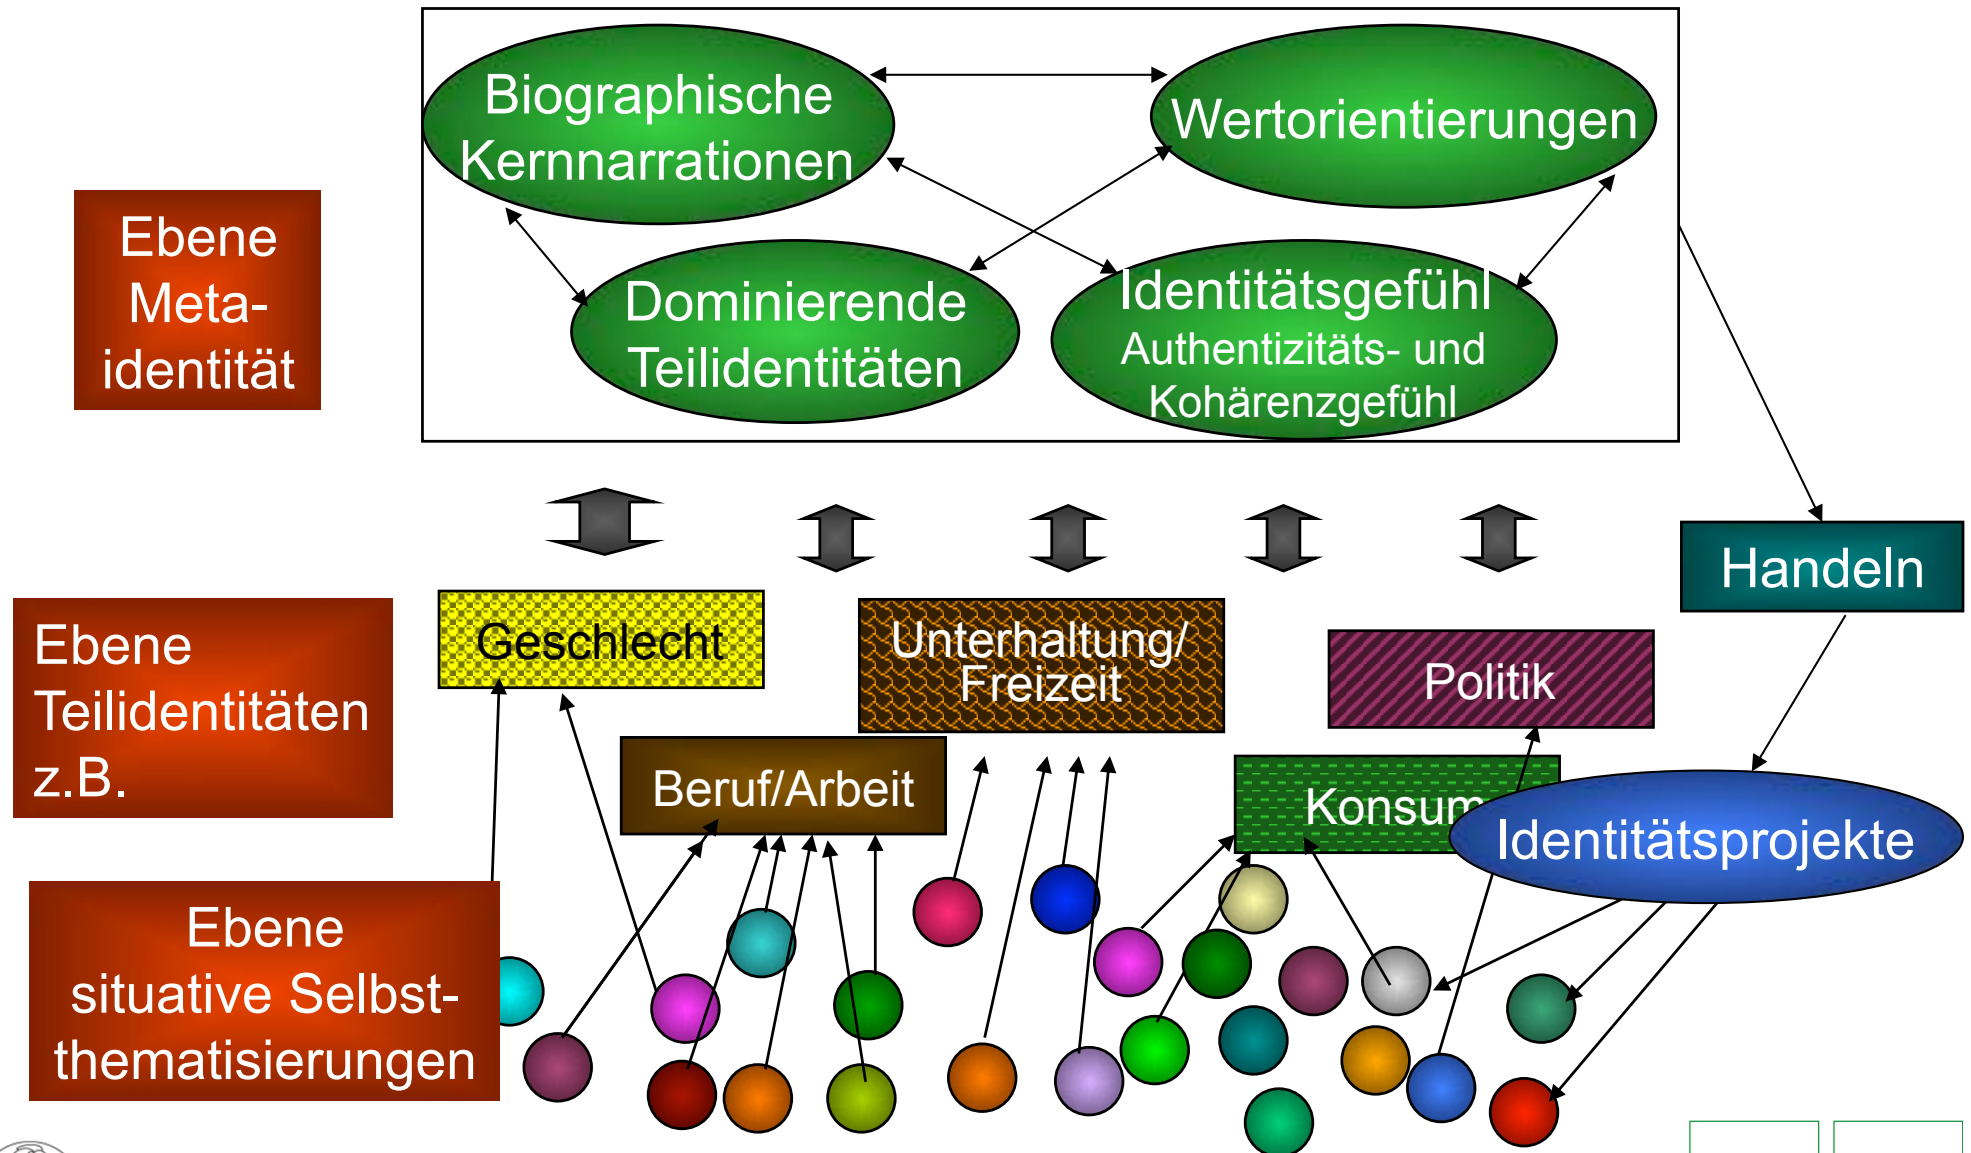 Biographische
Kernnarrationen
Wertorientierungen
Ebene
Meta-
identität
Dominierende
Teilidentitäten
Identitätsgefühl
Authentizitäts- und
Kohärenzgefühl
Handeln
Ebene
Teilidentitäten
z.B.
Geschlecht
Unterhaltung/
Freizeit
Politik
Beruf/Arbeit
Konsum
Identitätsprojekte
Ebene
situative Selbst-
thematisierungen